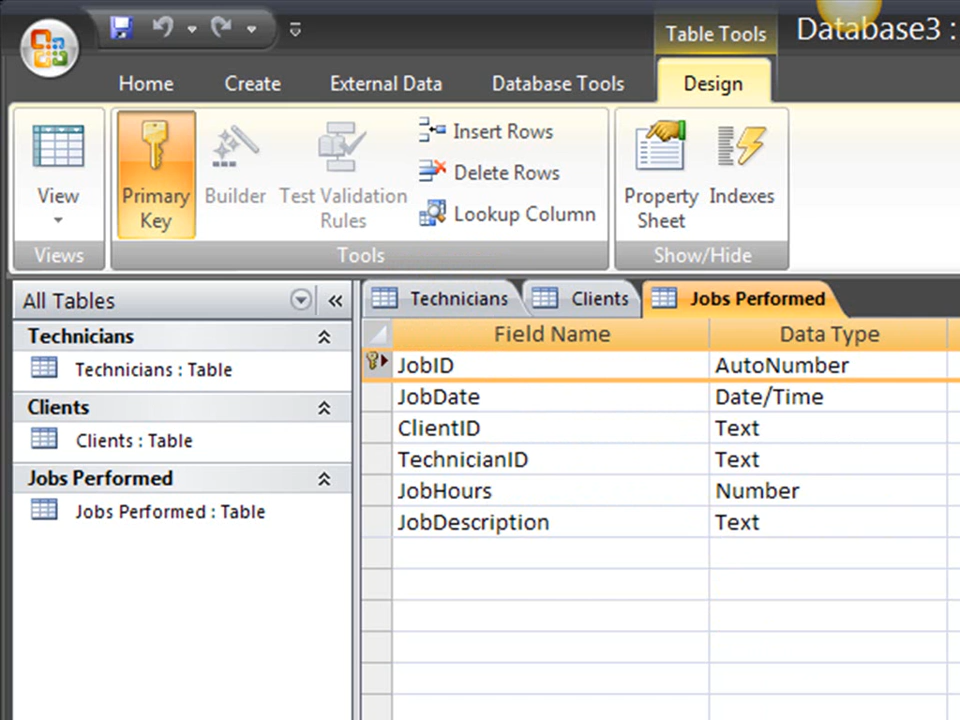 Table Tools
Database3 :
Home Create External Data Database Tools Design
View
Primary Key
Builder
Test Validation Rules
Insert Rows
Delete Rows
Lookup Column
Property Sheet
Indexes
Views Tools Show/Hide
All Tables
Technicians
Technicians : Table
Clients
Clients : Table
Jobs Performed
Jobs Performed : Table
Technicians Clients Jobs Performed
Field Name Data Type
JobID AutoNumber
JobDate Date/Time
ClientID Text
TechnicianID Text
JobHours Number
JobDescription Text